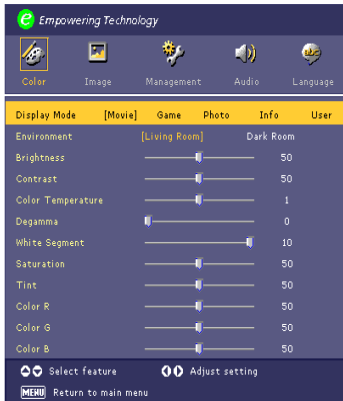 e Empowering Technology
Color Image Management Audio Language
Display Mode [Movie] Game Photo Info User
Environment [Living Room] Dark Room
Brightness 50
Contrast 50
Color Temperature 1
Degamma 0
White Segment 10
Saturation 50
Tint 50
Color R 50
Color G 50
Color B 50
Select feature Adjust setting
MENU Return to main menu